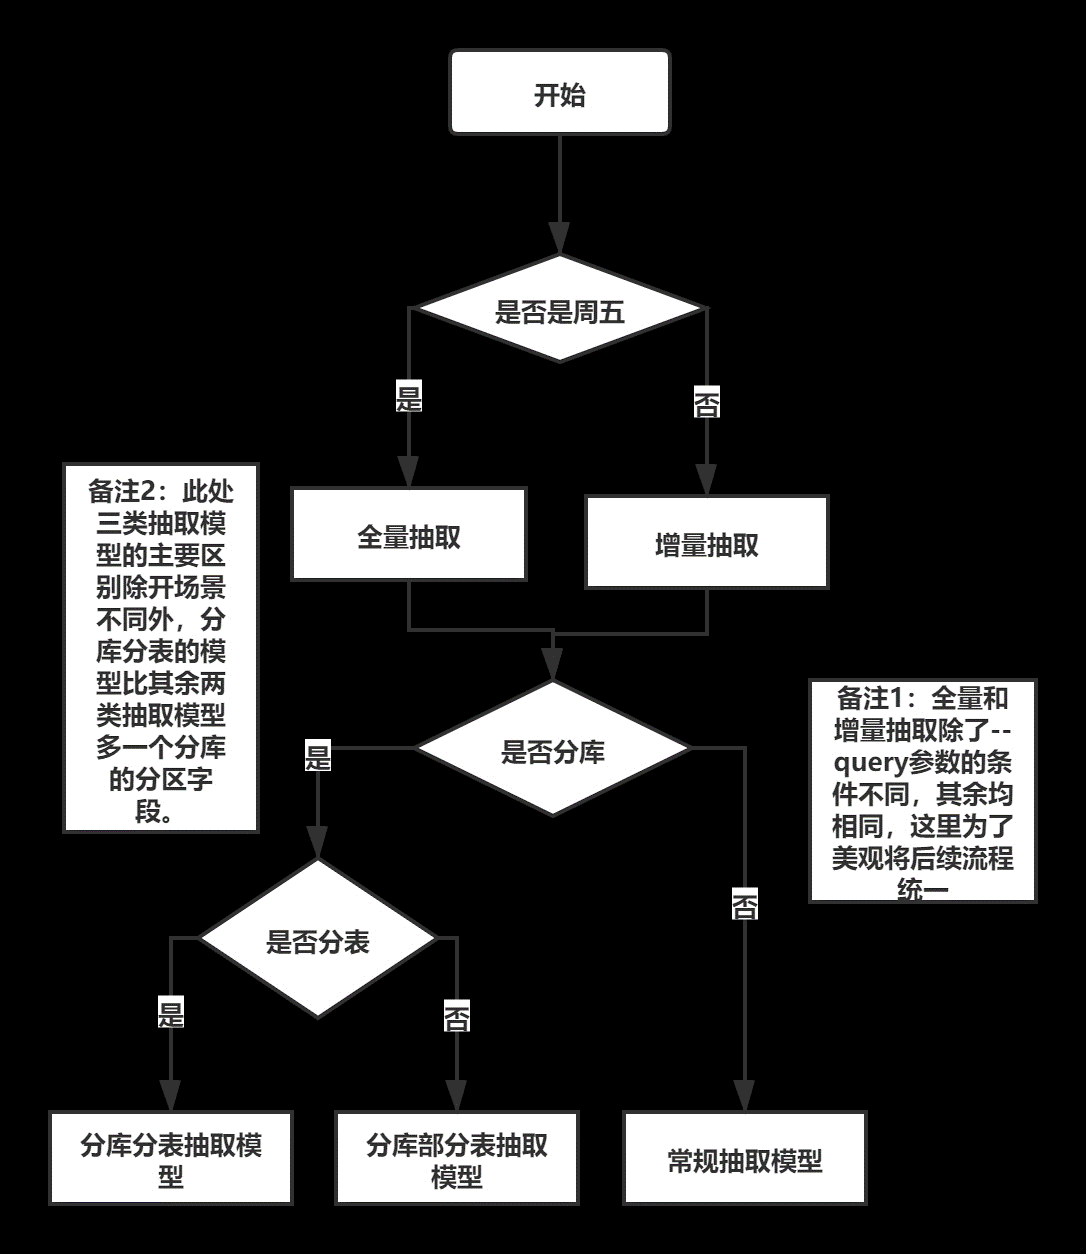 开始
是否是周五
是
否
全量抽取
增量抽取
备注2：此处
三类抽取模
型的主要区
别除开场景
不同外，分
库分表的模
型比其余两
类抽取模型
多一个分库
的分区字
段。
是否分库
备注1：全量和
增量抽取除了--
query参数的条
件不同，其余均
相同，这里为了
美观将后续流程
统一
是
否
是否分表
是
否
分库分表抽取模
型
分库部分表抽取
模型
常规抽取模型